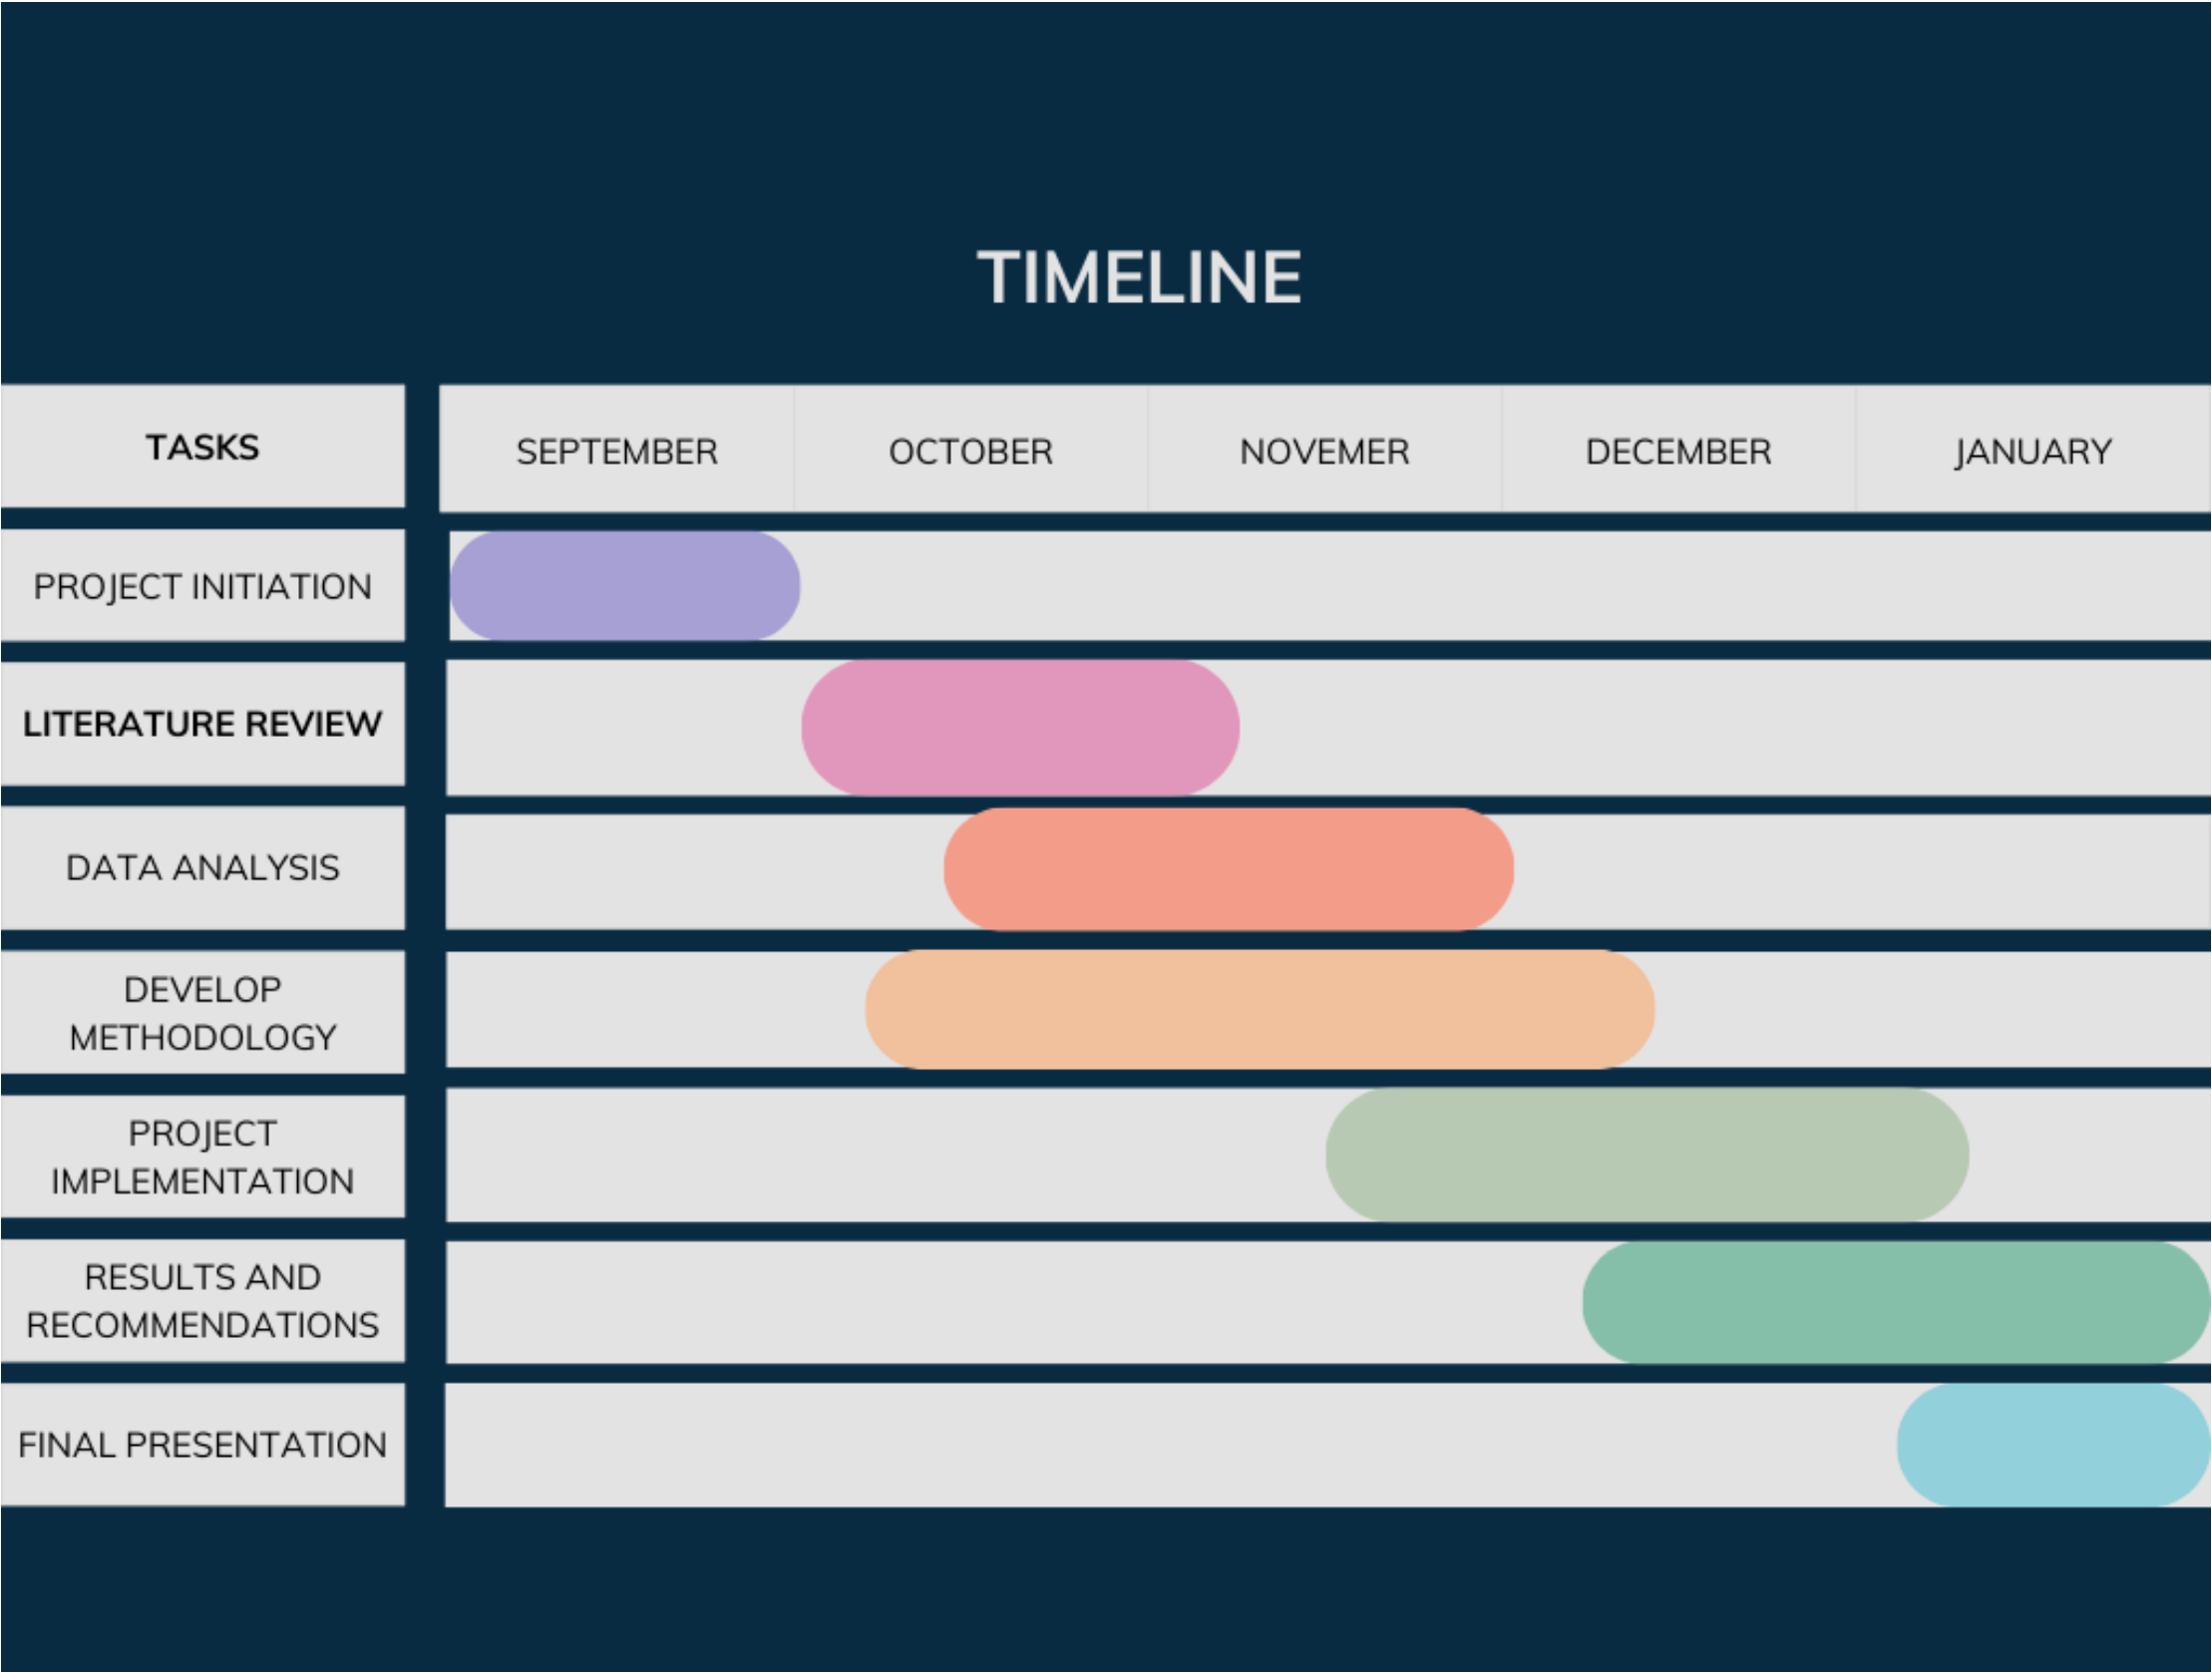 TIMELINE
TASKS
SEPTEMBER
OCTOBER
NOVEMER
DECEMBER
JANUARY
PROJECT INITIATION
LITERATURE REVIEW
DATA ANALYSIS
DEVELOP
METHODOLOGY
PROJECT
IMPLEMENTATION
RESULTS AND
RECOMMENDATIONS
FINAL PRESENTATION